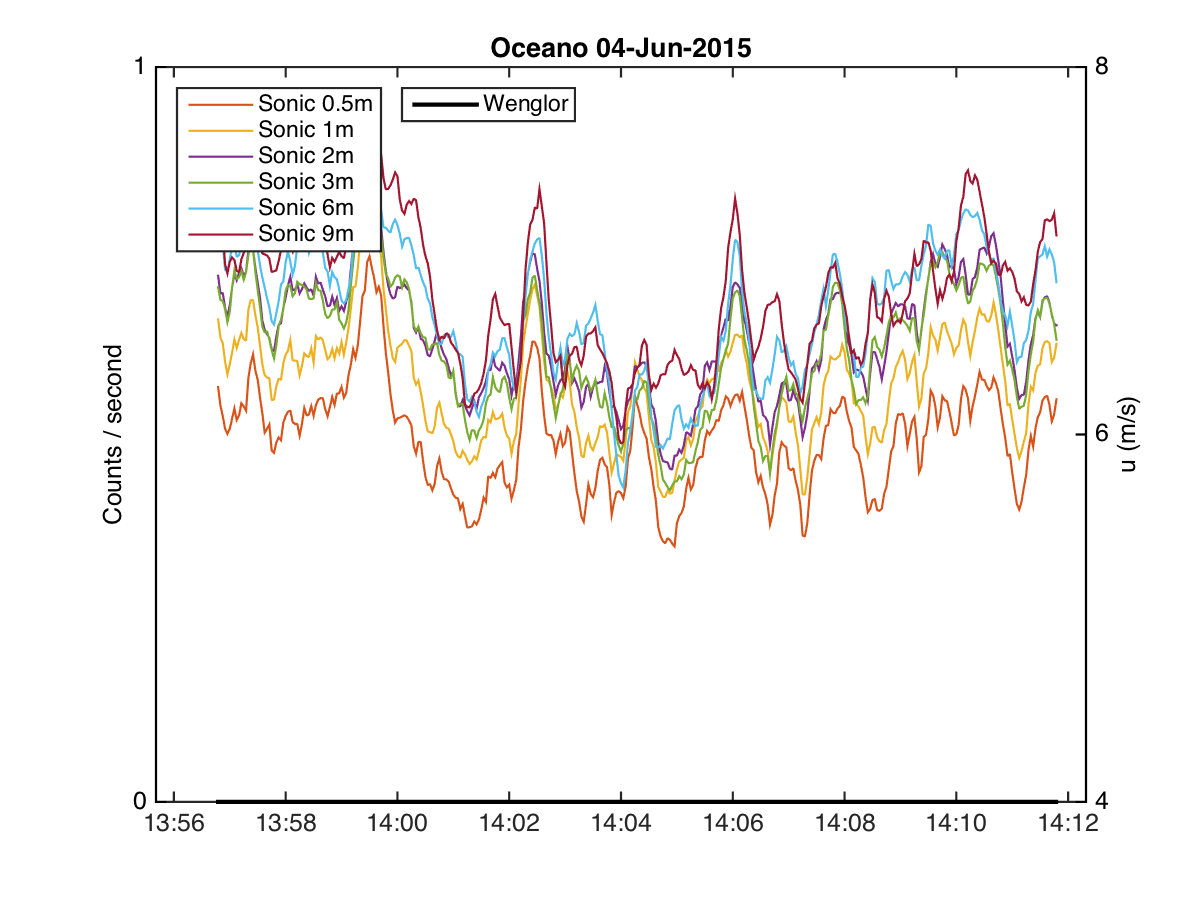 Oceano 04-Jun-2015
1
8
Sonic 0.5m
Sonic 1m
Sonic 2m
Sonic 3m
Sonic 6m
Sonic 9m
Wenglor
Counts / second
6
u (m/s)
0
4
13:56
13:58
14:00
14:02
14:04
14:06
14:08
14:10
14:12